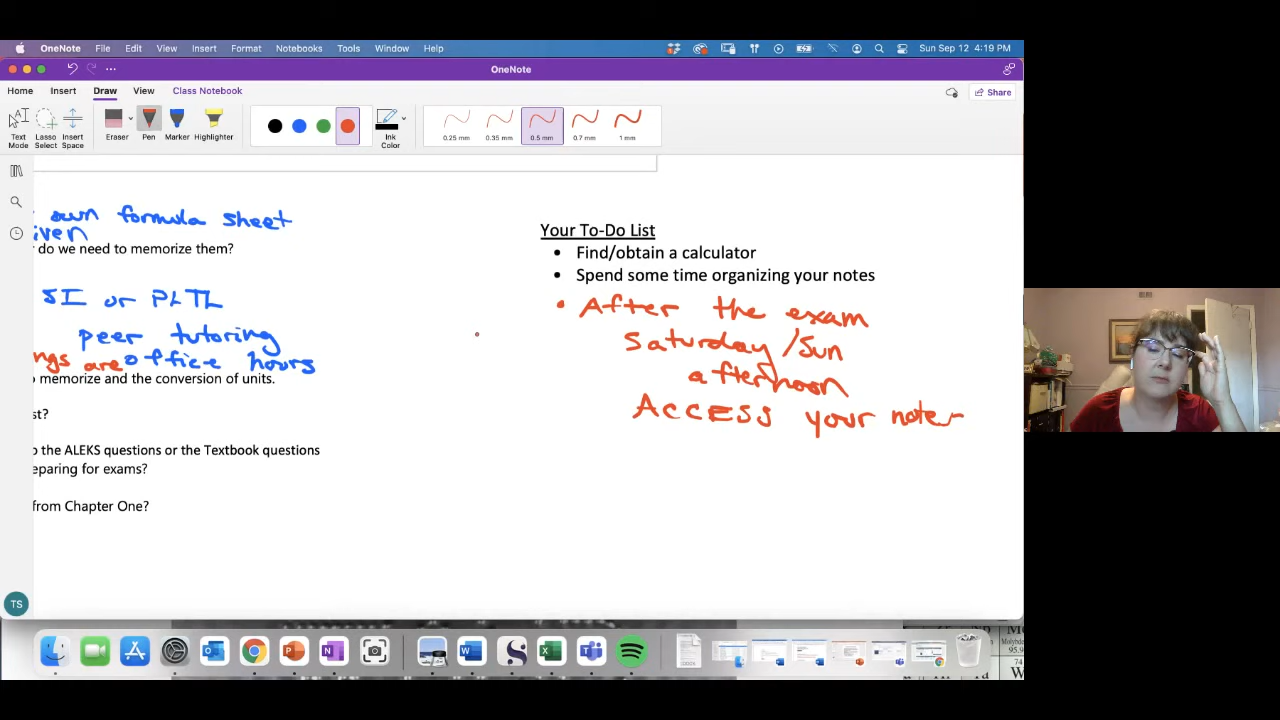 OneNote File Edit View Insert Format Notebooks Tools Window Help Sun Sep 12 4:19 PM
OneNote
Home Insert Draw View Class Notebook Share
Text Mode
Lasso Select
Insert Space
Eraser Pen Marker Highlighter
Ink Color
0.25 mm 0.35 mm 0.5 mm 0.7 mm 1 mm
own formula sheet
iven
do we need to memorize them?
SI or PLTL
peer tutoring
ngs are office hours
o memorize and the conversion of units.
st?
o the ALEKS questions or the Textbook questions
eparing for exams?
from Chapter One?
Your To-Do List
• Find/obtain a calculator
• Spend some time organizing your notes
• After the exam
Saturday/Sun
afternoon
ACCESS your notes
TS